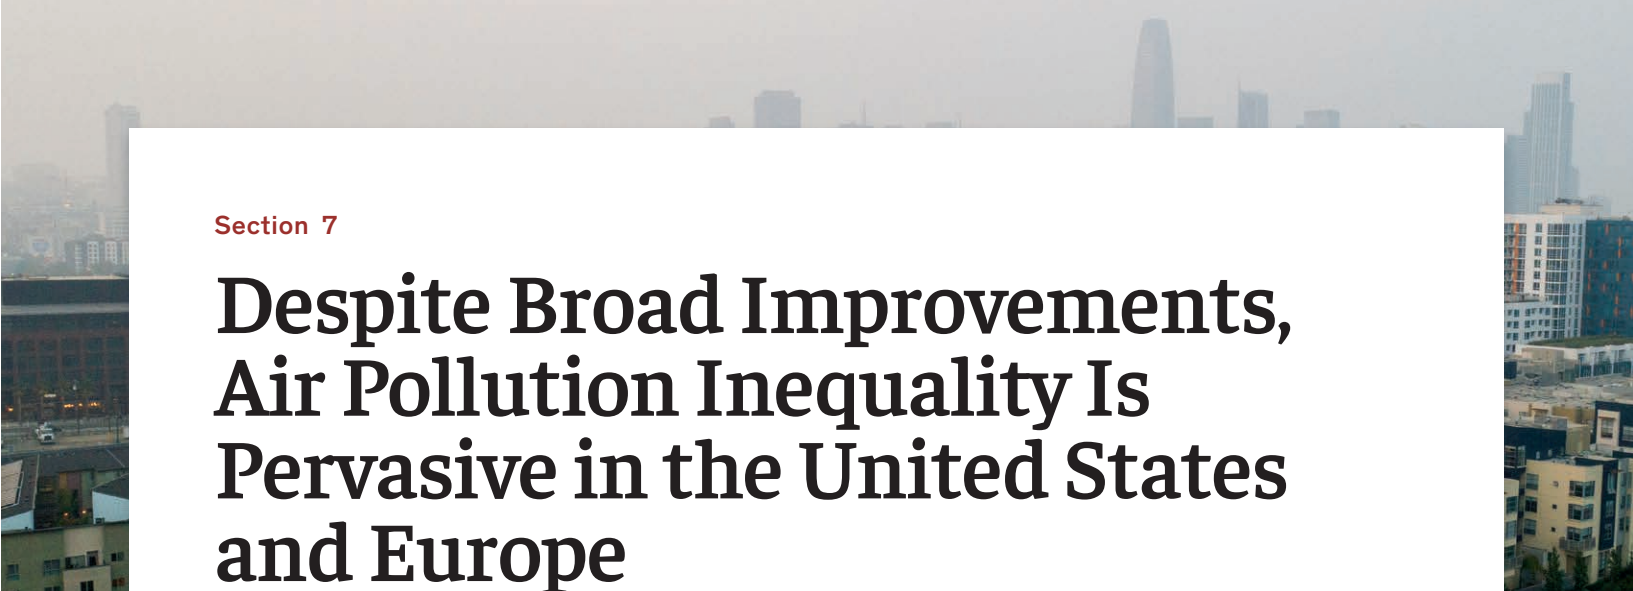 Section 7
Despite Broad Improvements,
Air Pollution Inequality Is
Pervasive in the United States
and Europe